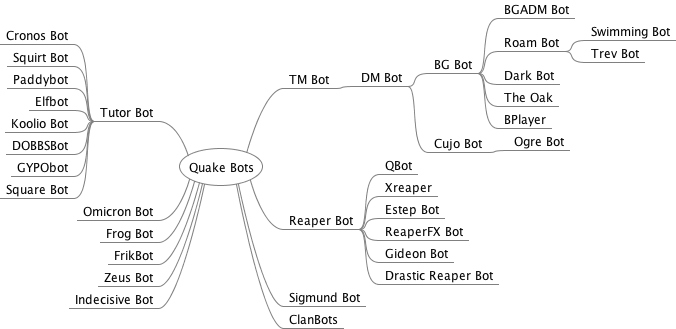 Quake Bots
Tutor Bot
Cronos Bot
Squirt Bot
Paddybot
Elfbot
Koolio Bot
DOBBSBot
GYPObot
Square Bot
Omicron Bot
Frog Bot
FrikBot
Zeus Bot
Indecisive Bot
TM Bot
DM Bot
BG Bot
BGADM Bot
Roam Bot
Swimming Bot
Trev Bot
Dark Bot
The Oak
BPlayer
Cujo Bot
Ogre Bot
Reaper Bot
QBot
Xreaper
Estep Bot
ReaperFX Bot
Gideon Bot
Drastic Reaper Bot
Sigmund Bot
ClanBots